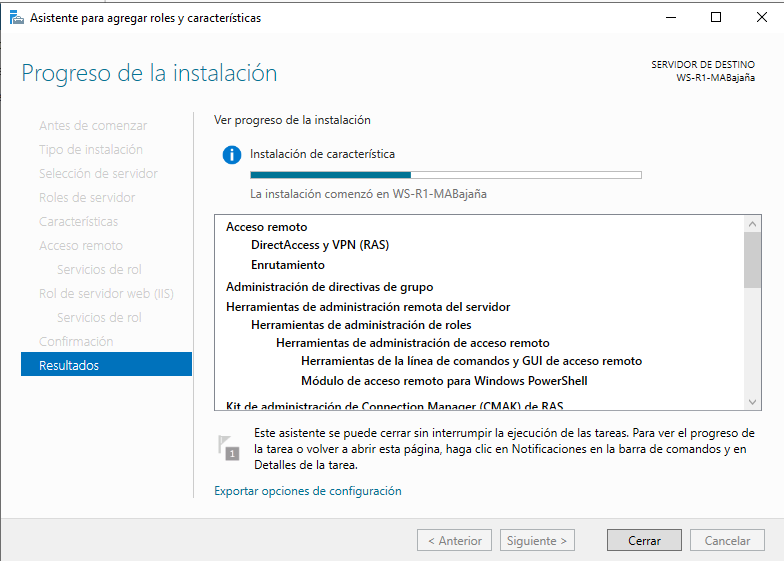 Asistente para agregar roles y características
Progreso de la instalación
SERVIDOR DE DESTINO
WS-R1-MABajaña
Antes de comenzar
Tipo de instalación
Selección de servidor
Roles de servidor
Características
Acceso remoto
Servicios de rol
Rol de servidor web (IIS)
Servicios de rol
Confirmación
Resultados
Ver progreso de la instalación
Instalación de característica
La instalación comenzó en WS-R1-MABajaña
Acceso remoto
DirectAccess y VPN (RAS)
Enrutamiento
Administración de directivas de grupo
Herramientas de administración remota del servidor
Herramientas de administración de roles
Herramientas de administración de acceso remoto
Herramientas de la línea de comandos y GUI de acceso remoto
Módulo de acceso remoto para Windows PowerShell
Kit de administración de Connection Manager (CMAK) de RAS
1
Este asistente se puede cerrar sin interrumpir la ejecución de las tareas. Para ver el progreso de
la tarea o volver a abrir esta página, haga clic en Notificaciones en la barra de comandos y en
Detalles de la tarea.
Exportar opciones de configuración
< Anterior
Siguiente >
Cerrar
Cancelar